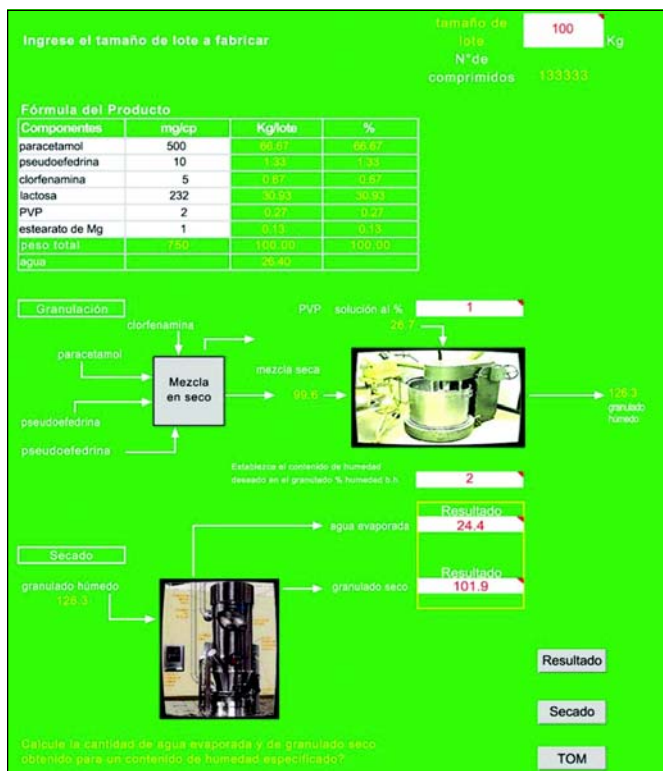 Ingrese el tamaño de lote a fabricar
tamaño de
lote
100
Kg
N°de
comprimidos
133333
Fórmula del Producto
Componentes mg/cp Kg/lote %
paracetamol 500 66.67 66.67
pseudoefedrina 10 1.33 1.33
clorfenamina 5 0.67 0.67
lactosa 232 30.93 30.93
PVP 2 0.27 0.27
estearato de Mg 1 0.13 0.13
peso total 750 100.00 100.00
agua 26.40
Granulación
PVP solución al % 1
26.7
clorfenamina
paracetamol
pseudoefedrina
pseudoefedrina
Mezcla
en seco
mezcla seca
99.6
126.3
granulado
húmedo
Establezca el contenido de humedad
deseado en el granulado % humedad b.h. 2
Resultado
agua evaporada 24.4
Secado
Resultado
granulado seco 101.9
granulado húmedo
126.3
Resultado
Secado
TOM
Calcule la cantidad de agua evaporada y de granulado seco
obtenido para un contenido de humedad especificado?